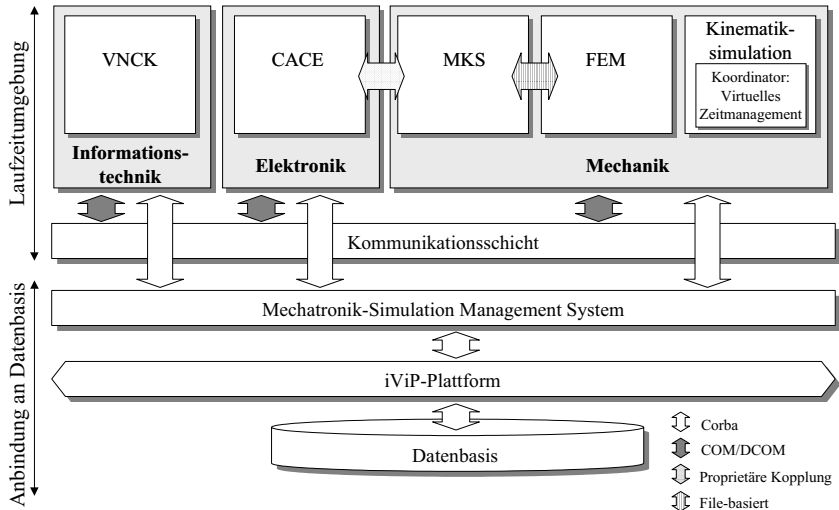 Laufzeitumgebung
VNCK
Informations-
technik
CACE
Elektronik
MKS
FEM
Kinematik-
simulation
Koordinator:
Virtuelles
Zeitmanagement
Mechanik
Kommunikationsschicht
Anbindung an Datenbasis
Mechatronik-Simulation Management System
iViP-Plattform
Datenbasis
Corba
COM/DCOM
Proprietäre Kopplung
File-basiert